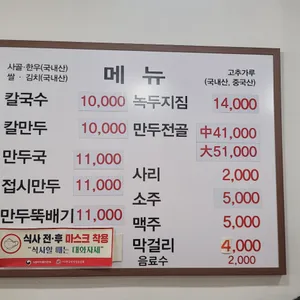 사골·한우(국내산)
쌀 · 김치(국내산)
메 뉴
고추가루
(국내산, 중국산)
칼국수 10,000
칼만두 10,000
만두국 11,000
접시만두 11,000
만두뚝배기 11,000
녹두지짐 14,000
만두전골 中41,000
大51,000
사리 2,000
소주 5,000
맥주 5,000
막걸리 4,000
음료수 2,000
식사 전·후 마스크 착용
"식사할 때는 대화자제"